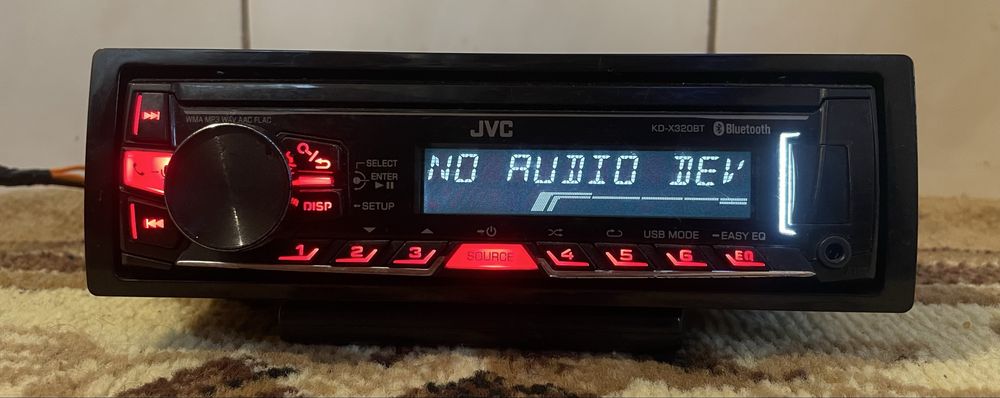 WMA MP3 WAV AAC FLAC
JVC
KD-X320BT Bluetooth
SELECT
ENTER
SETUP
DISP
NO AUDIO DEV
USB MODE EASY EQ
1 2 3 SOURCE 4 5 6 EQ